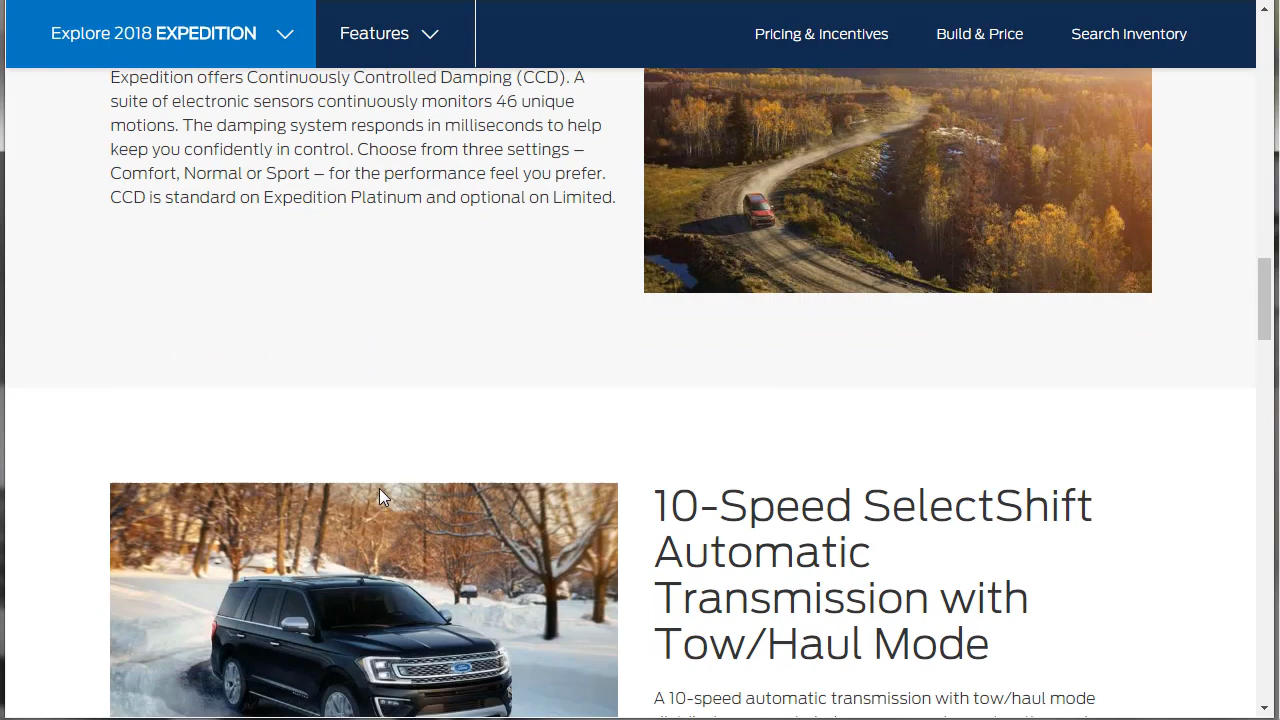 Explore 2018 EXPEDITION
Features
Pricing & Incentives
Build & Price
Search Inventory
Expedition offers Continuously Controlled Damping (CCD). A
suite of electronic sensors continuously monitors 46 unique
motions. The damping system responds in milliseconds to help
keep you confidently in control. Choose from three settings –
Comfort, Normal or Sport – for the performance feel you prefer.
CCD is standard on Expedition Platinum and optional on Limited.
10-Speed SelectShift
Automatic
Transmission with
Tow/Haul Mode
A 10-speed automatic transmission with tow/haul mode